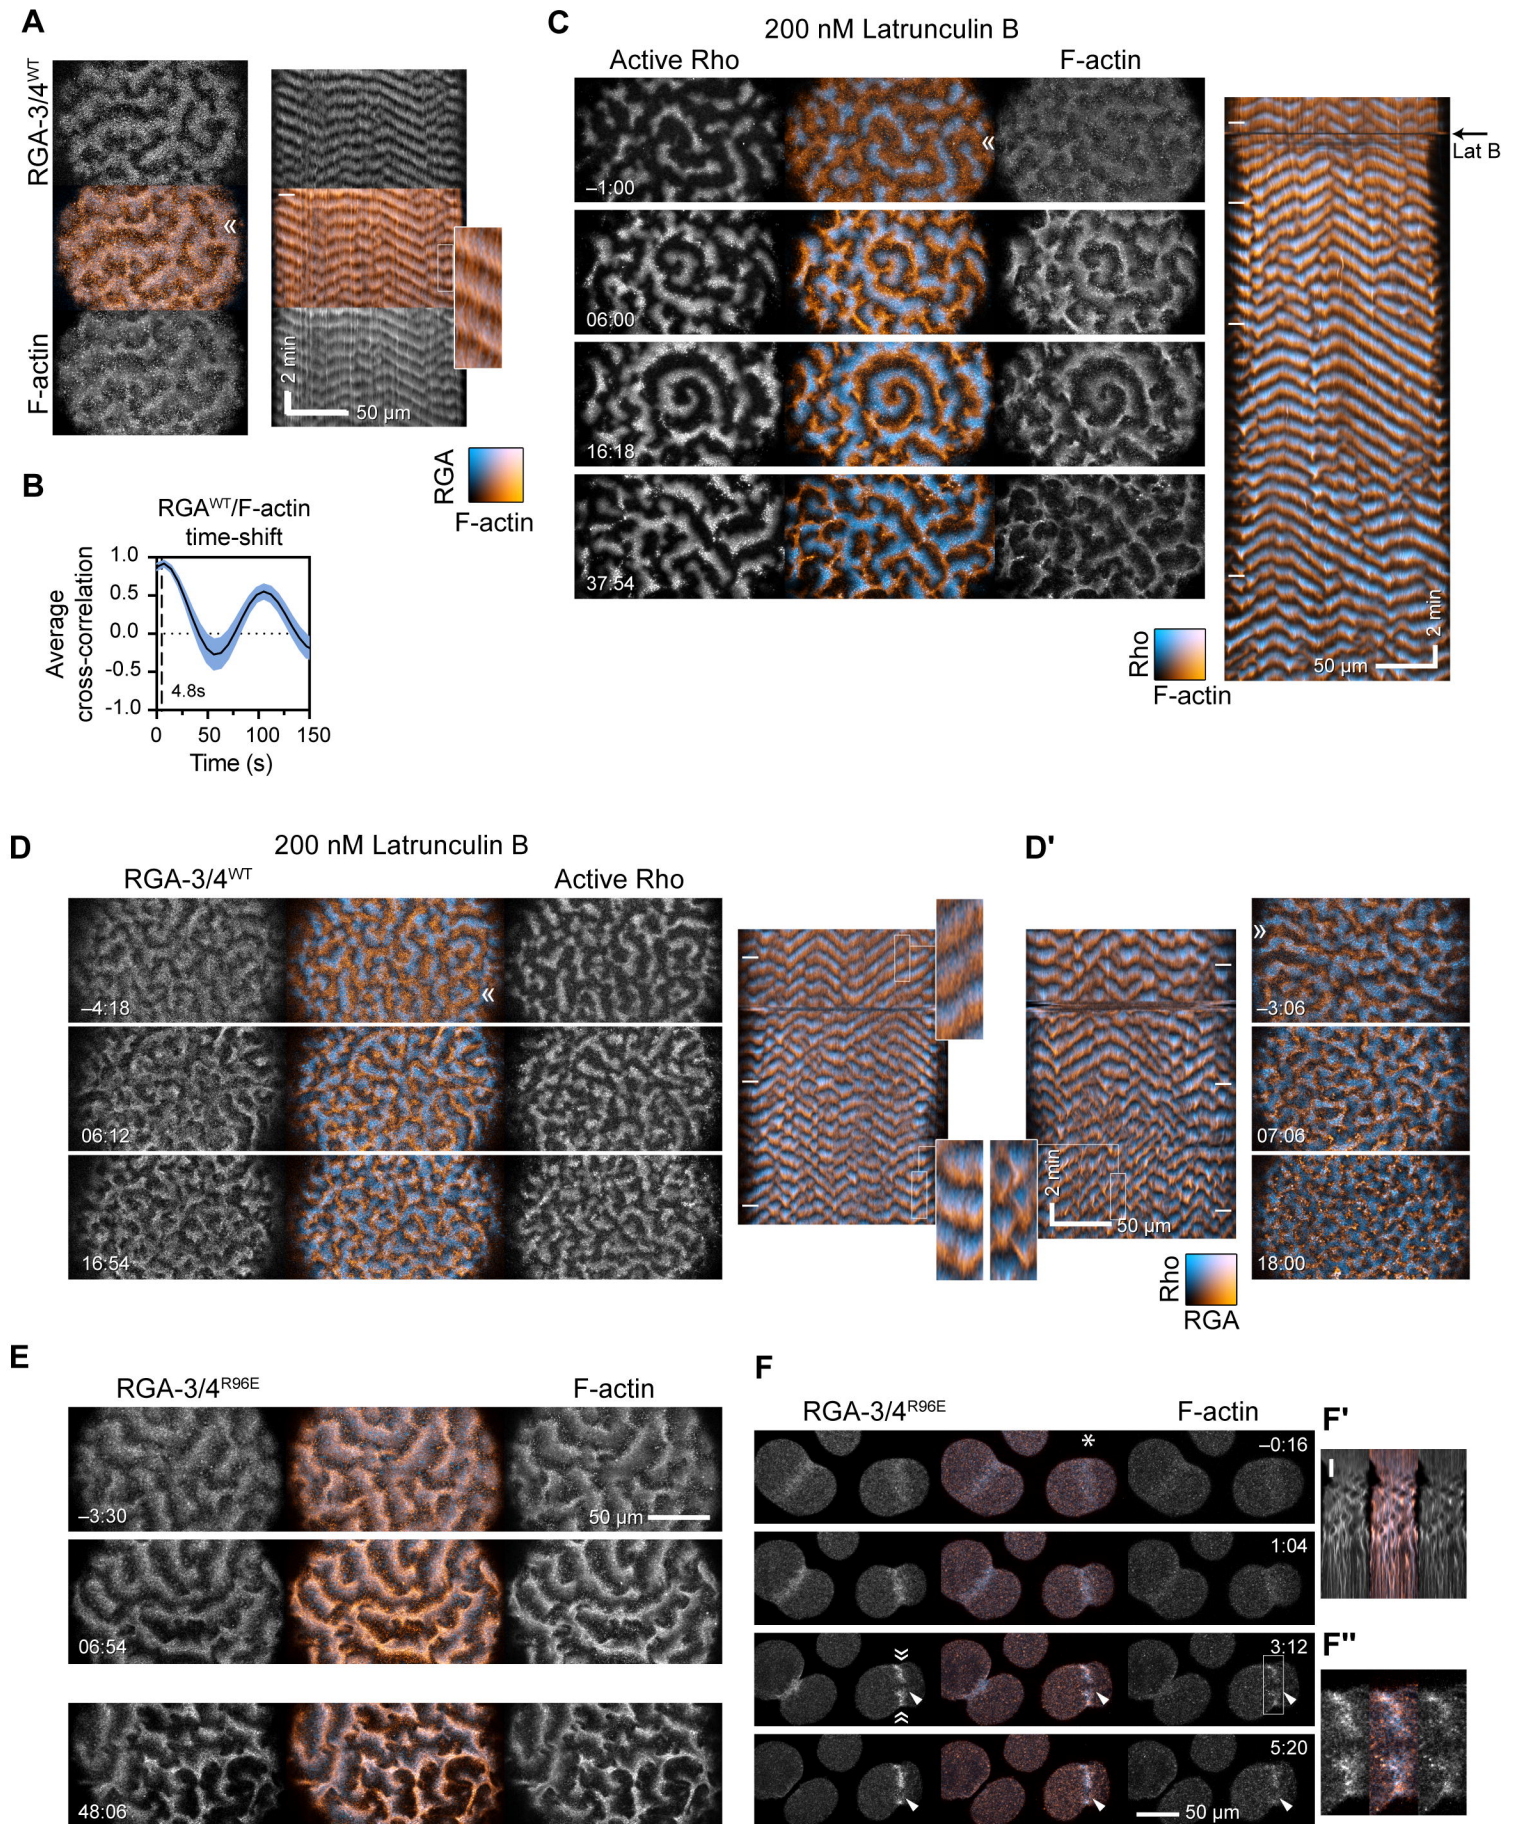 A
RGA-3/4WT
F-actin
«
2 min
50 µm
RGA
F-actin
B
RGAWT/F-actin
time-shift
Average
cross-correlation
1.0
0.5
0.0
-0.5
-1.0
4.8s
0 50 100 150
Time (s)
C
200 nM Latrunculin B
Active Rho F-actin
«
–1:00
06:00
16:18
37:54
Lat B
2 min
50 µm
Rho
F-actin
D
200 nM Latrunculin B
RGA-3/4WT Active Rho
«
–4:18
06:12
16:54
D'
»
–3:06
07:06
18:00
2 min
50 µm
Rho
RGA
E
RGA-3/4R96E F-actin
–3:30
50 µm
06:54
48:06
F
RGA-3/4R96E F-actin
*
–0:16
1:04
3:12
5:20
50 µm
F'
F"